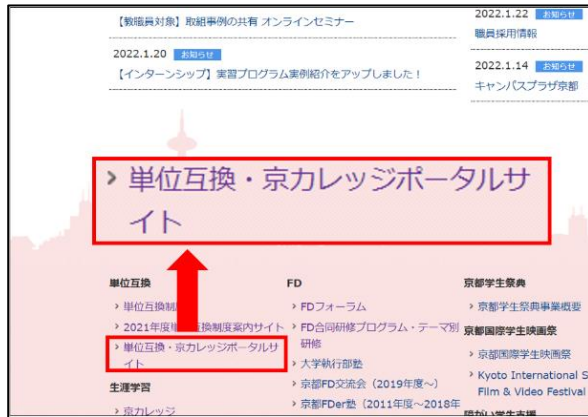 【教職員対象】取組事例の共有 オンラインセミナー
2022.1.20 お知らせ
【インターンシップ】実習プログラム実例紹介をアップしました！
2022.1.22 お知らせ
職員採用情報
2022.1.14 お知らせ
キャンパスプラザ京都
› 単位互換・京カレッジポータルサ
イト
単位互換
› 単位互換制
› 2021年度単位互換制度案内サイト
› 単位互換・京カレッジポータルサ
イト
生涯学習
› 京カレッジ
FD
› FDフォーラム
› FD合同研修プログラム・テーマ別
研修
› 大学執行部塾
› 京都FD交流会（2019年度～）
› 京都FDer塾（2011年度～2018年
京都学生祭典
› 京都学生祭典事業概要
京都国際学生映画祭
› 京都国際学生映画祭
› Kyoto International S
Film & Video Festival
障がい学生支援